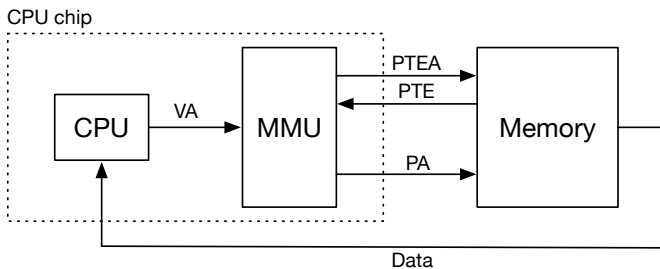 CPU chip
PTEA
PTE
CPU
VA
MMU
Memory
PA
Data